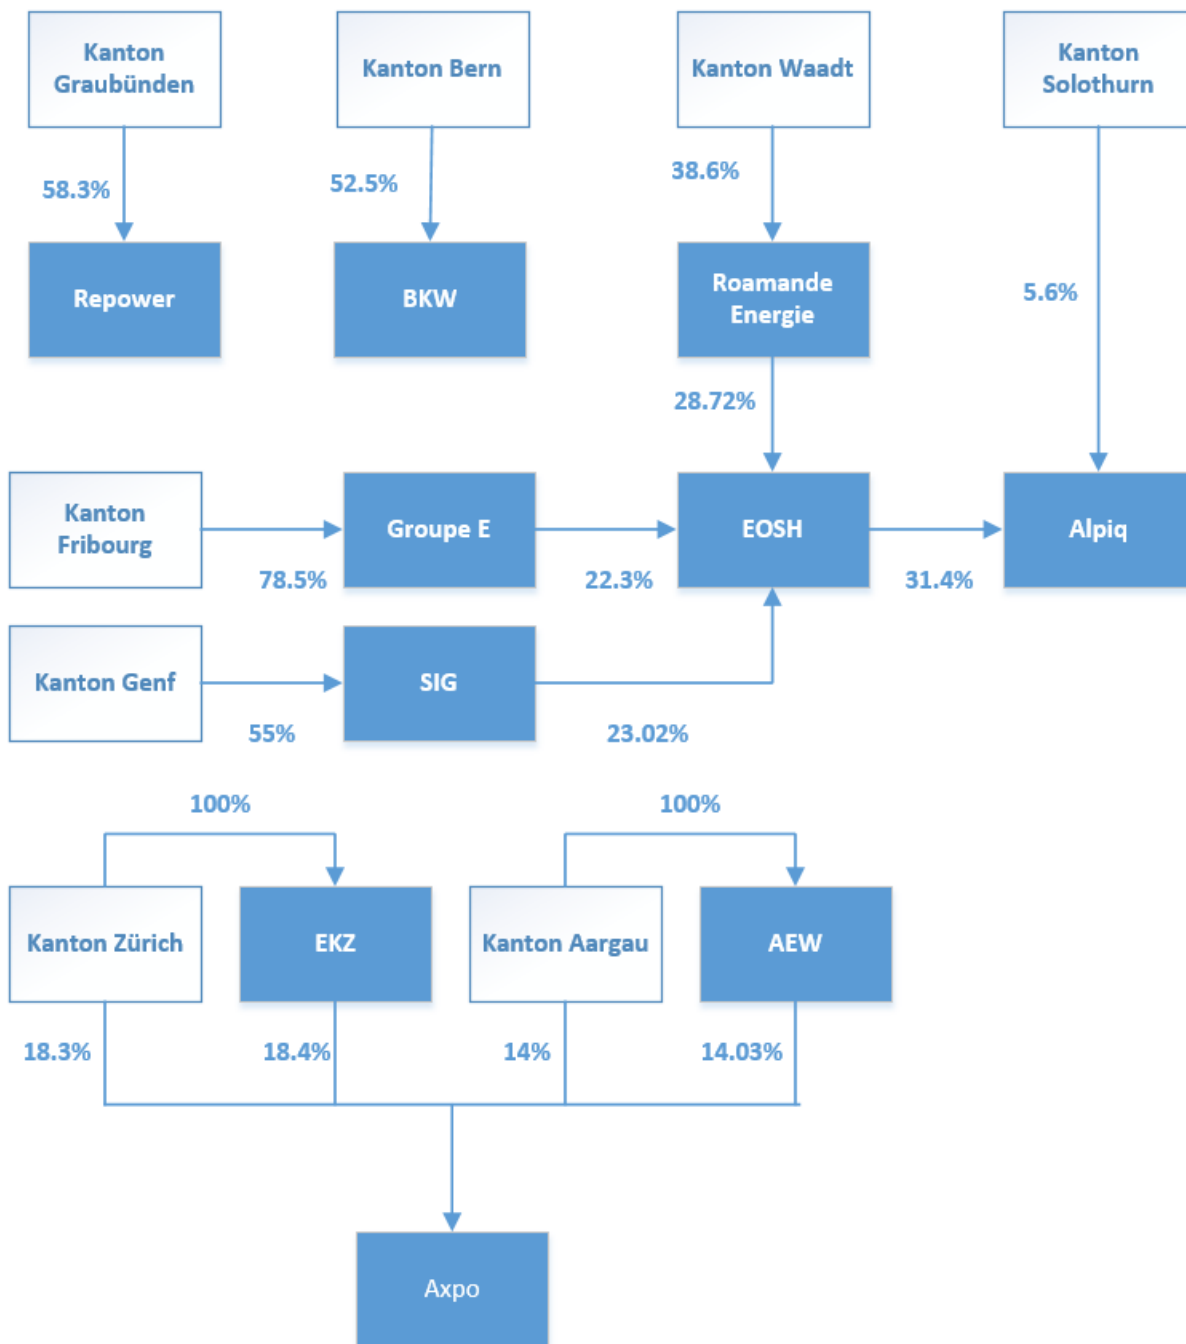 Kanton
Graubünden
Kanton Bern
Kanton Waadt
Kanton
Solothurn
58.3%
52.5%
38.6%
Repower
BKW
Roamande
Energie
5.6%
28.72%
Kanton
Fribourg
Groupe E
EOSH
Alpiq
78.5%
22.3%
31.4%
Kanton Genf
SIG
55%
23.02%
100%
100%
Kanton Zürich
EKZ
Kanton Aargau
AEW
18.3%
18.4%
14%
14.03%
Axpo